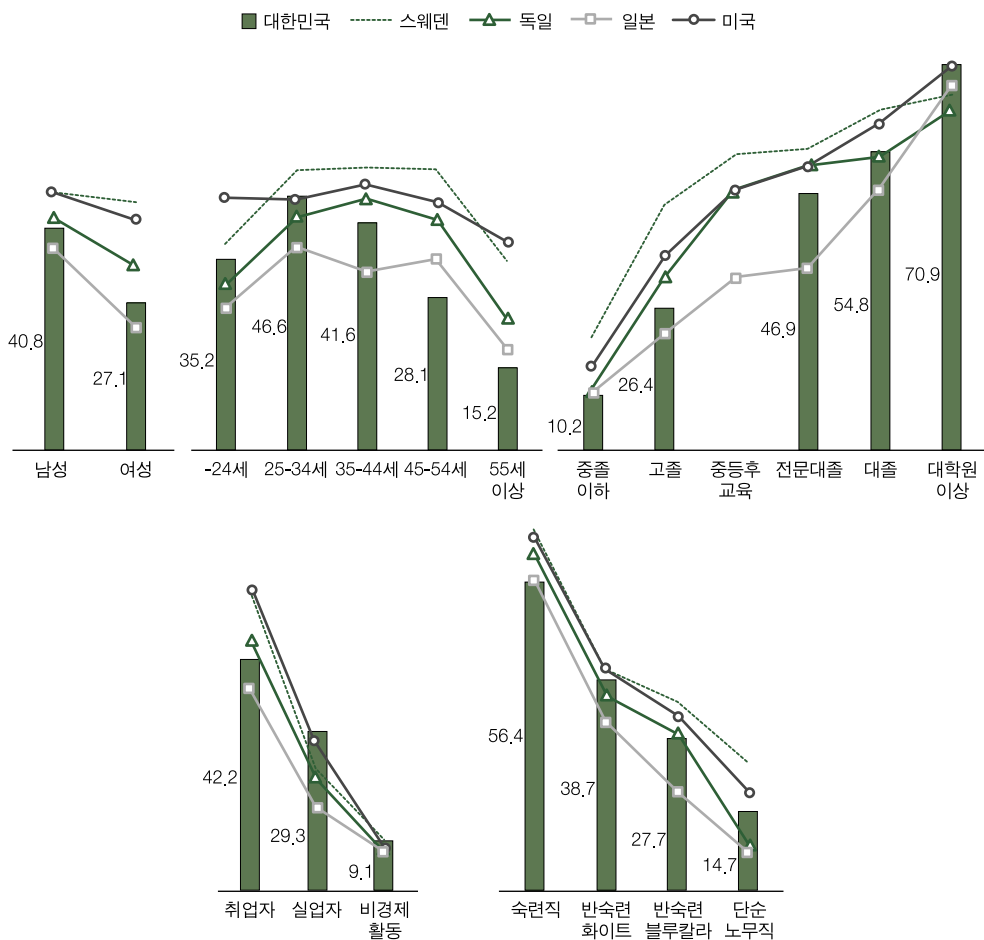 대한민국 스웨덴 독일 일본 미국
40.8
27.1
남성 여성
35.2
46.6
41.6
28.1
15.2
-24세 25-34세 35-44세 45-54세 55세
이상
10.2
26.4
46.9
54.8
70.9
중졸 고졸 중등후 전문대졸 대졸 대학원
이하 교육 이상
42.2
29.3
9.1
취업자 실업자 비경제
활동
56.4
38.7
27.7
14.7
숙련직 반숙련 반숙련 단순
화이트 블루칼라 노무직